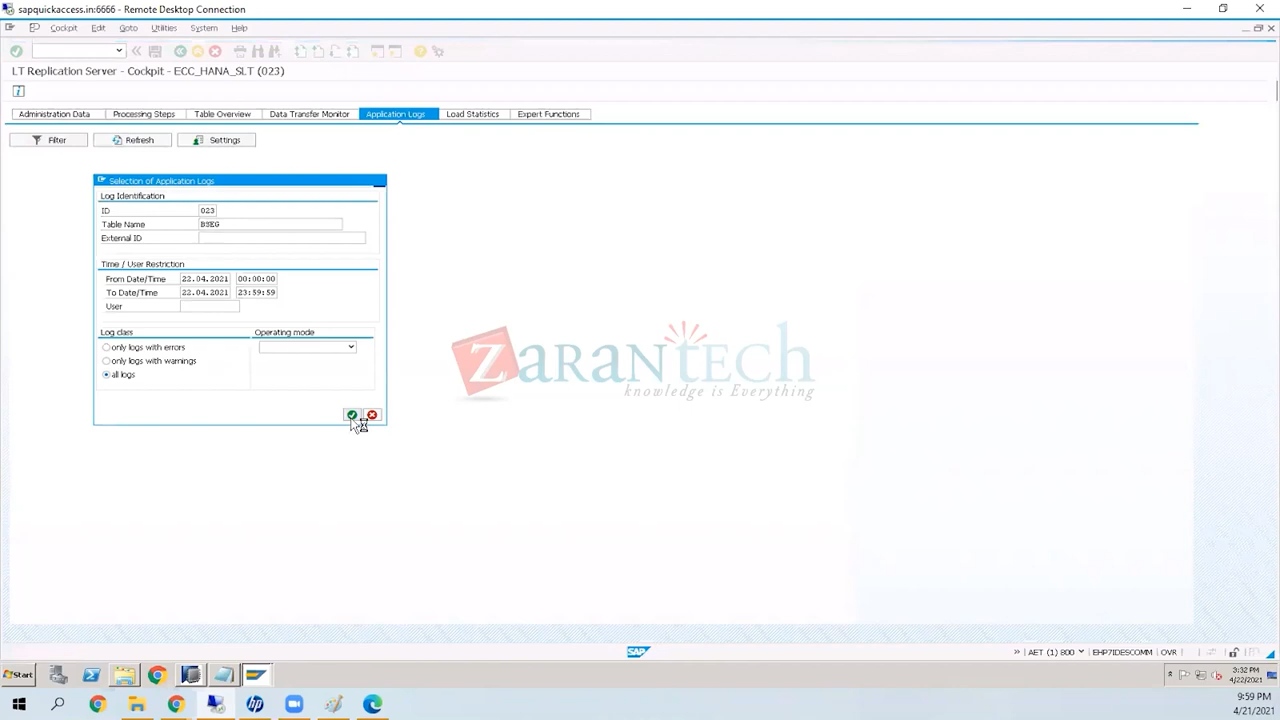 sapquickaccess.in:6666 - Remote Desktop Connection
Cockpit Edit Goto Utilities System Help
LT Replication Server - Cockpit - ECC_HANA_SLT (023)
Administration Data Processing Steps Table Overview Data Transfer Monitor Application Logs Load Statistics Expert Functions
Filter Refresh Settings
Selection of Application Logs
Log Identification
ID 023
Table Name BSEG
External ID
Time / User Restriction
From Date/Time 22.04.2021 00:00:00
To Date/Time 22.04.2021 23:59:59
User
Log class Operating mode
only logs with errors
only logs with warnings
all logs
ZaranTech
knowledge is Everything
SAP
AET (1) 800 EHP7IDESCOMM OVR
Start
3:32 PM
4/22/2021
9:59 PM
4/21/2021